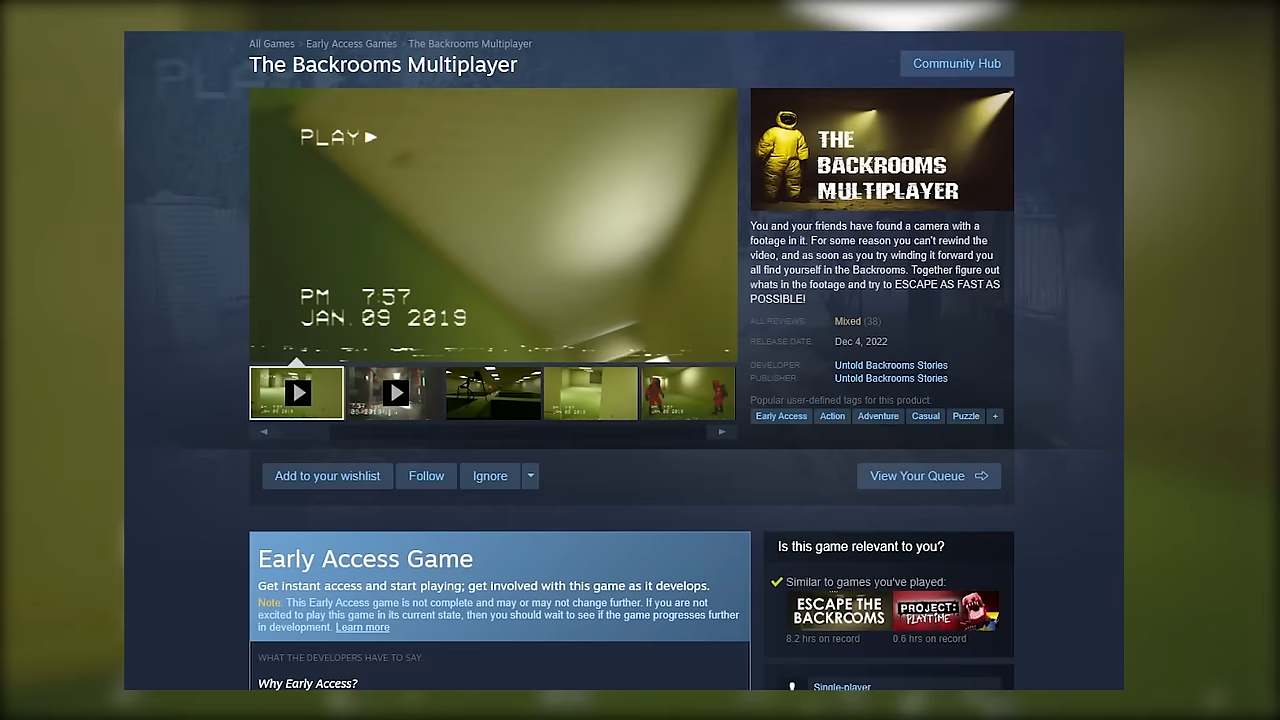 All Games > Early Access Games > The Backrooms Multiplayer
The Backrooms Multiplayer
Community Hub
PLAY
PM 7:57
JAN. 09 2019
THE
BACKROOMS
MULTIPLAYER
You and your friends have found a camera with a
footage in it. For some reason you can't rewind the
video, and as soon as you try winding it forward you
all find yourself in the Backrooms. Together figure out
whats in the footage and try to ESCAPE AS FAST AS
POSSIBLE!
ALL REVIEWS: Mixed (38)
RELEASE DATE: Dec 4, 2022
DEVELOPER: Untold Backrooms Stories
PUBLISHER: Untold Backrooms Stories
Popular user-defined tags for this product:
Early Access Action Adventure Casual Puzzle +
Add to your wishlist Follow Ignore View Your Queue
Early Access Game
Get instant access and start playing; get involved with this game as it develops.
Note: This Early Access game is not complete and may or may not change further. If you are not
excited to play this game in its current state, then you should wait to see if the game progresses further
in development. Learn more
WHAT THE DEVELOPERS HAVE TO SAY:
Why Early Access?
Is this game relevant to you?
Similar to games you've played:
ESCAPE THE
BACKROOMS
PROJECT:
PLAYTIME
8.2 hrs on record 0.6 hrs on record
Single-player